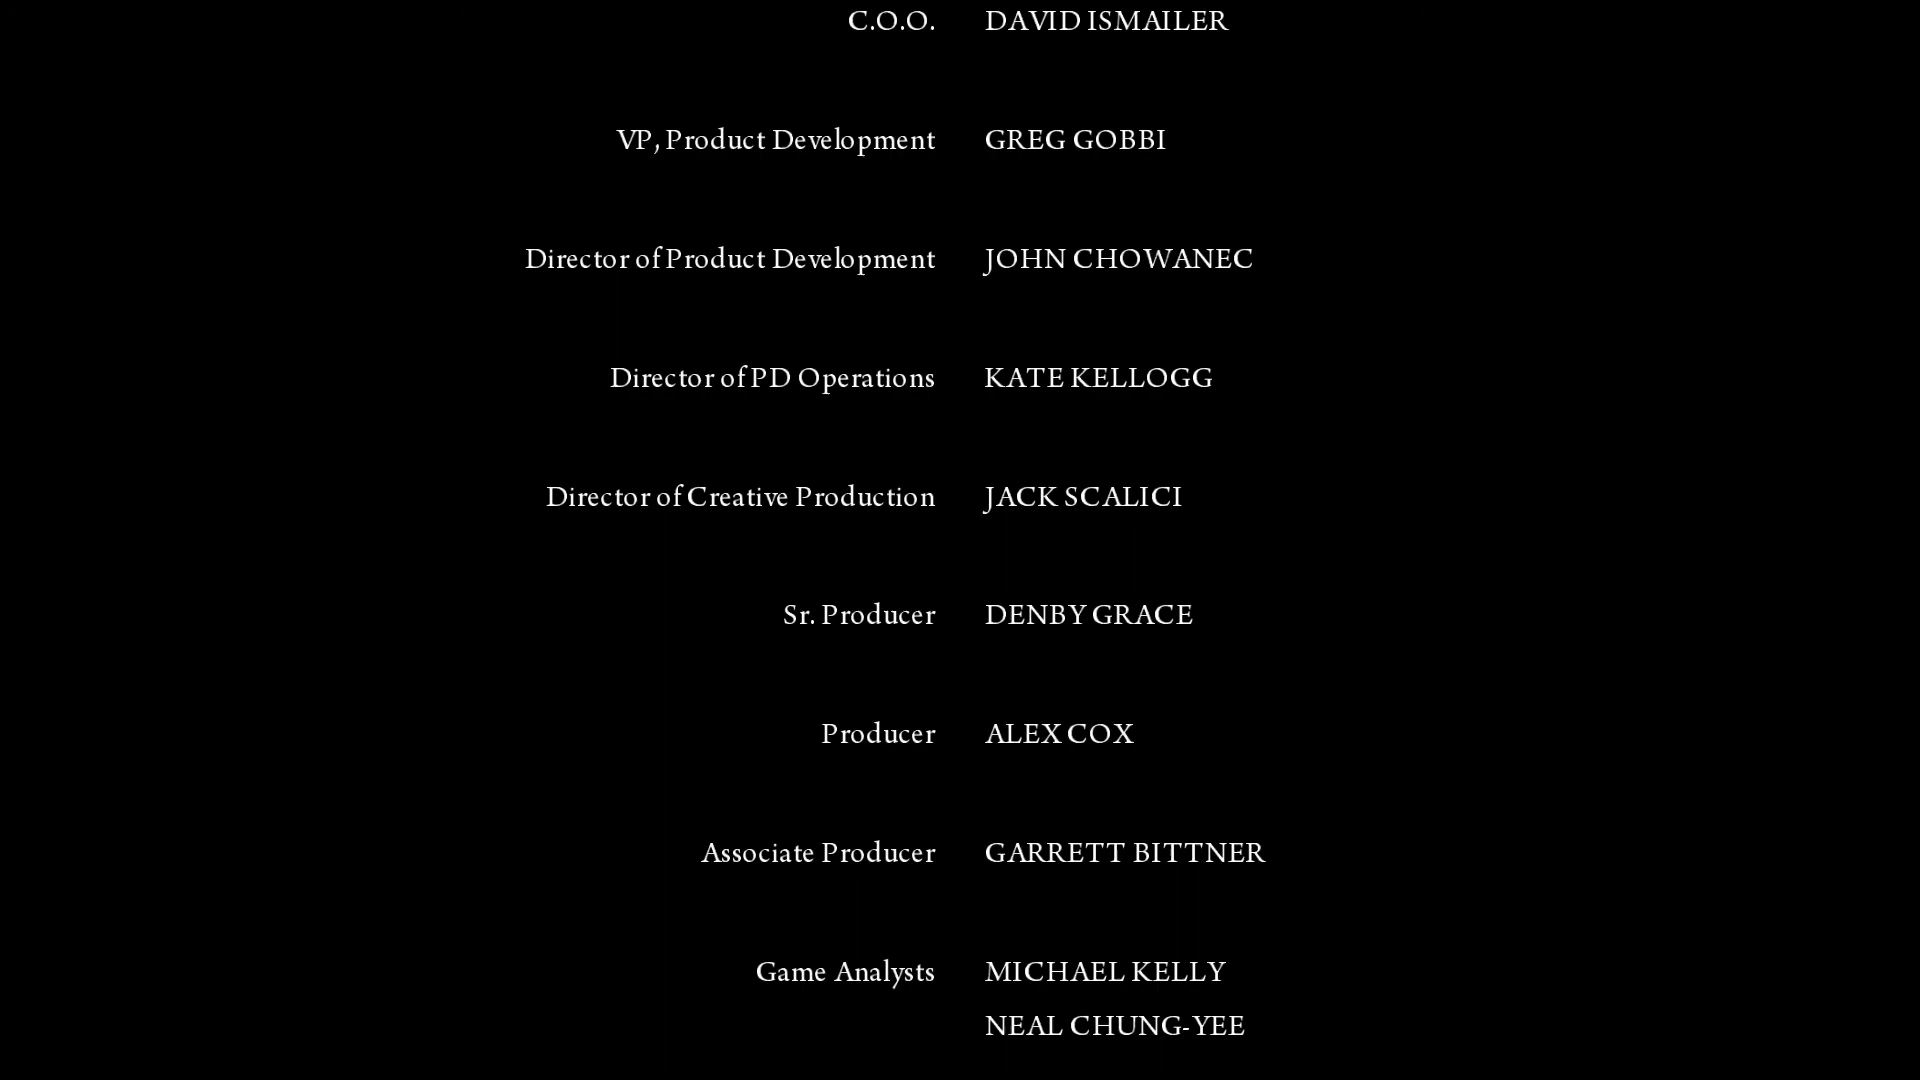 C.O.O. DAVID ISMAILER
VP, Product Development GREG GOBBI
Director of Product Development JOHN CHOWANEC
Director of PD Operations KATE KELLOGG
Director of Creative Production JACK SCALICI
Sr. Producer DENBY GRACE
Producer ALEX COX
Associate Producer GARRETT BITTNER
Game Analysts MICHAEL KELLY
NEAL CHUNG-YEE